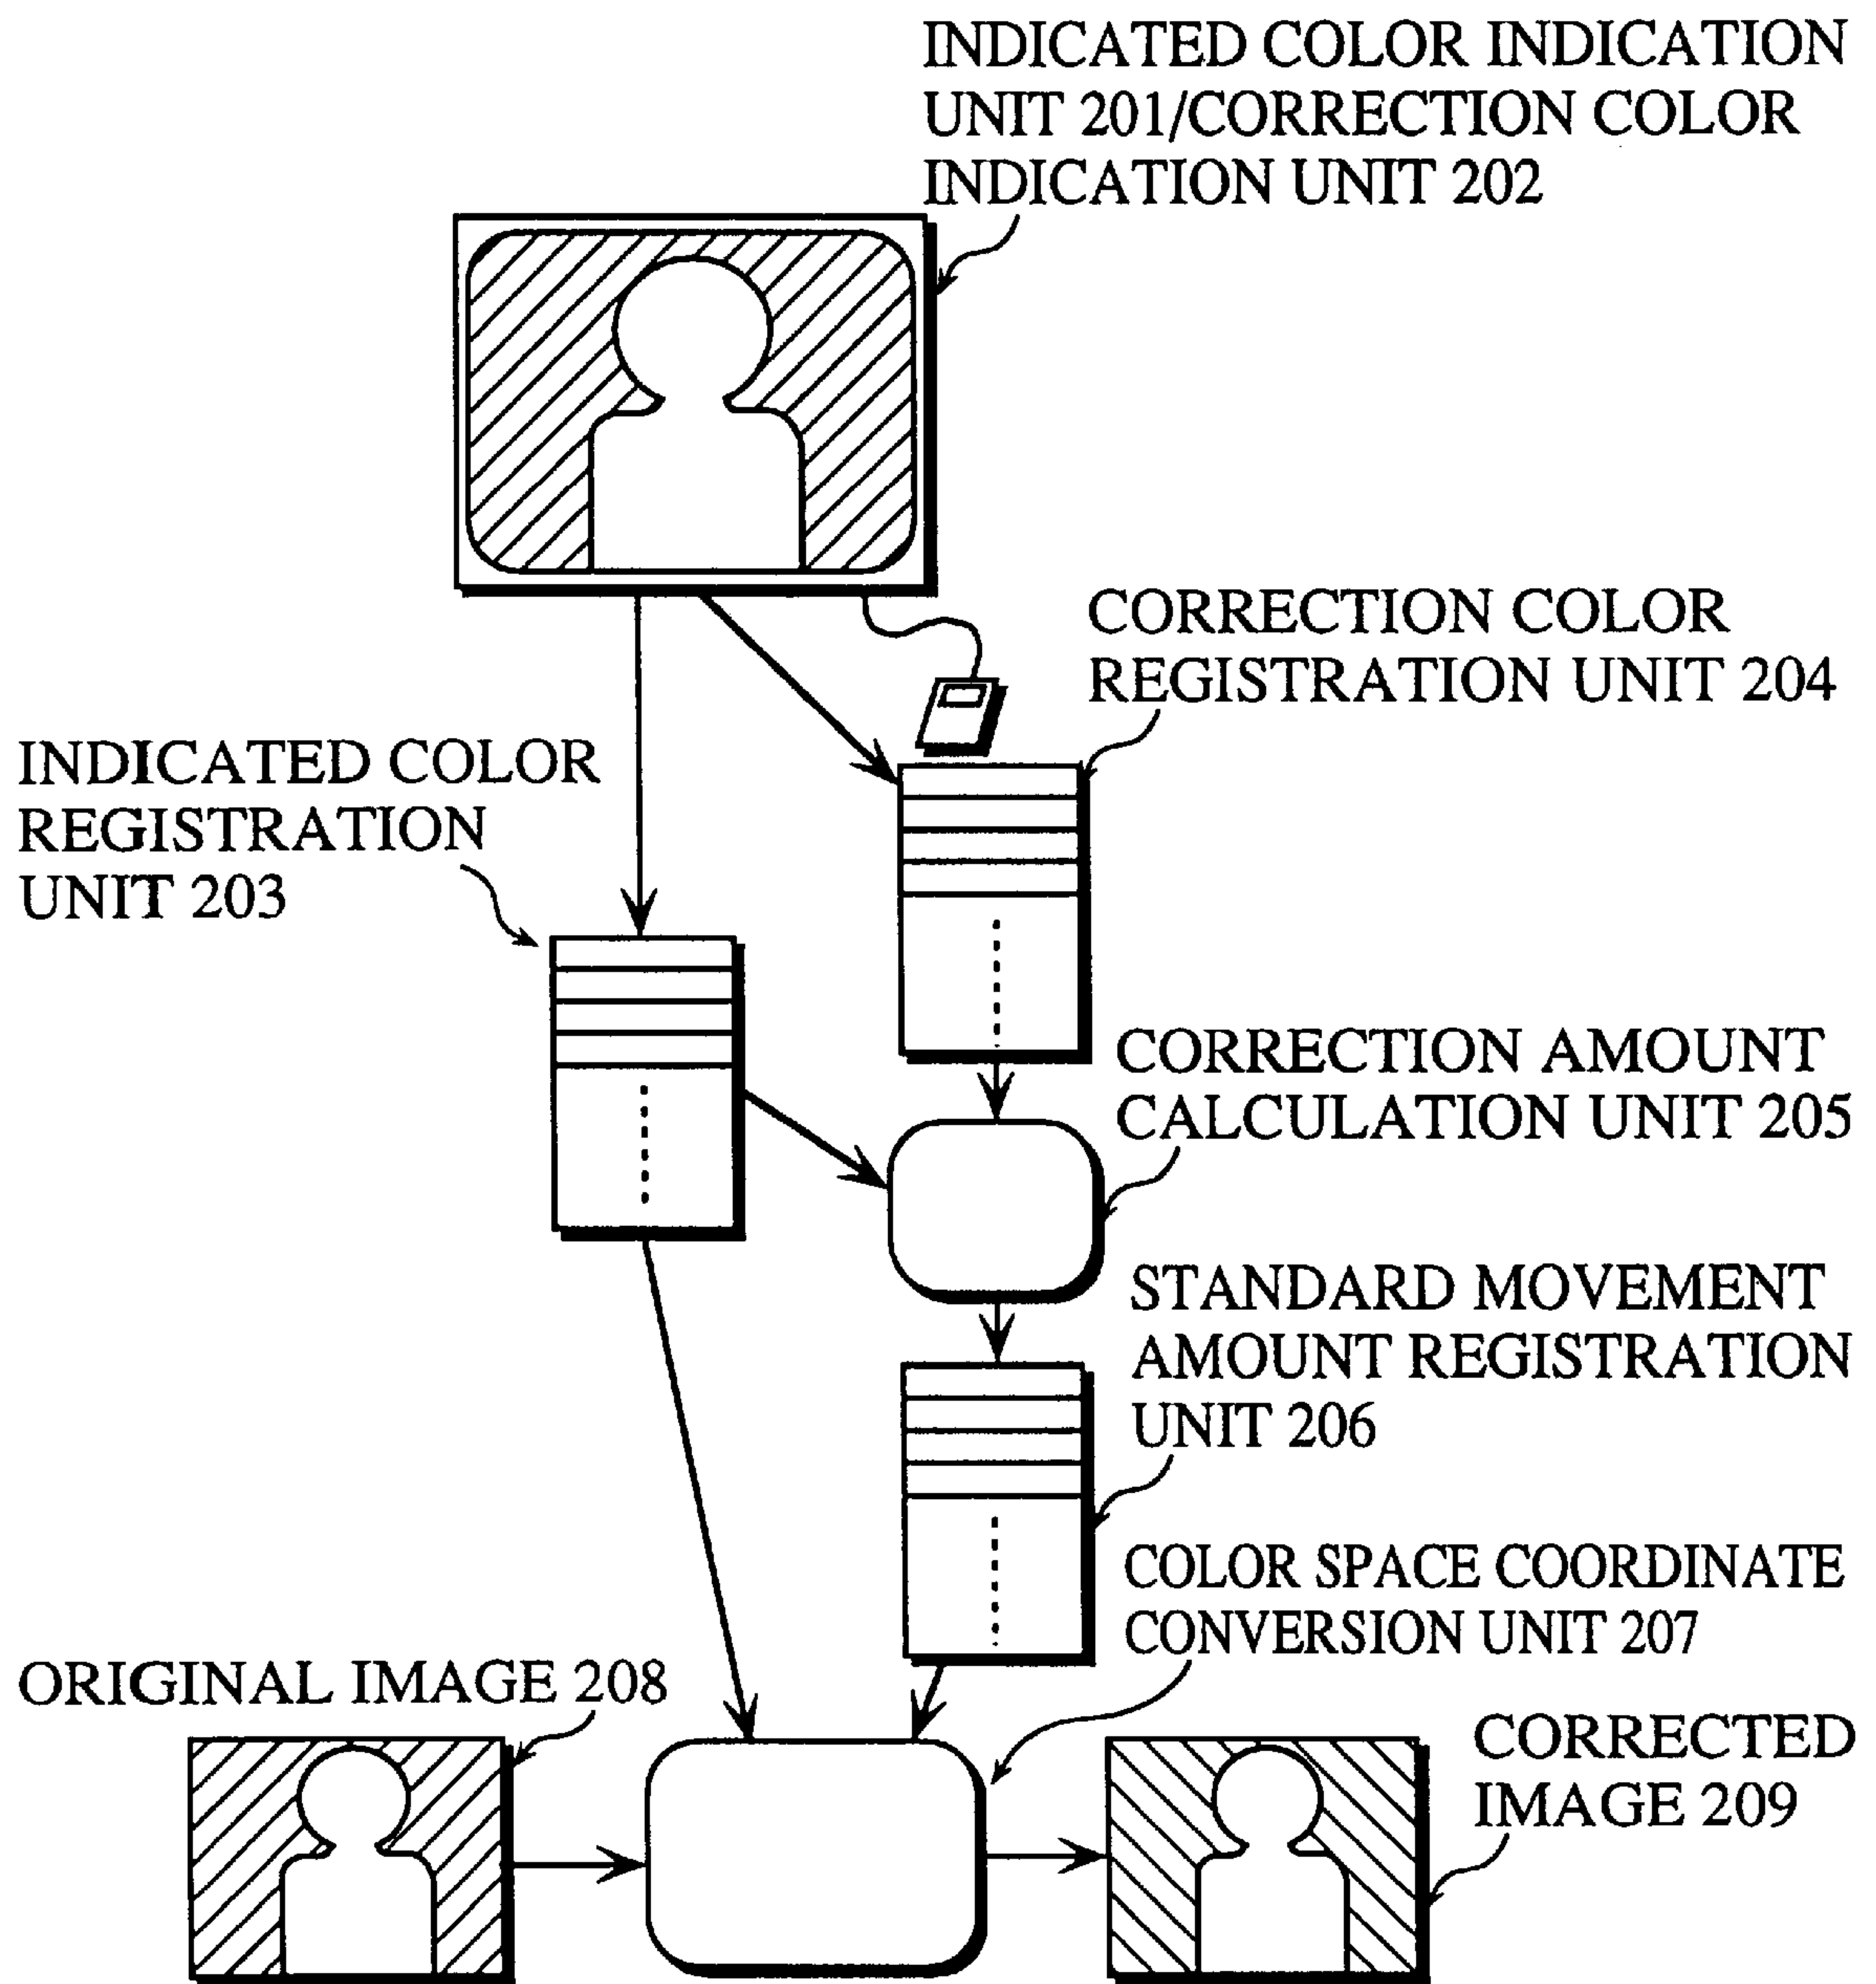 INDICATED COLOR INDICATION
UNIT 201/CORRECTION COLOR
INDICATION UNIT 202
CORRECTION COLOR
REGISTRATION UNIT 204
INDICATED COLOR
REGISTRATION
UNIT 203
CORRECTION AMOUNT
CALCULATION UNIT 205
STANDARD MOVEMENT
AMOUNT REGISTRATION
UNIT 206
COLOR SPACE COORDINATE
CONVERSION UNIT 207
ORIGINAL IMAGE 208
CORRECTED
IMAGE 209